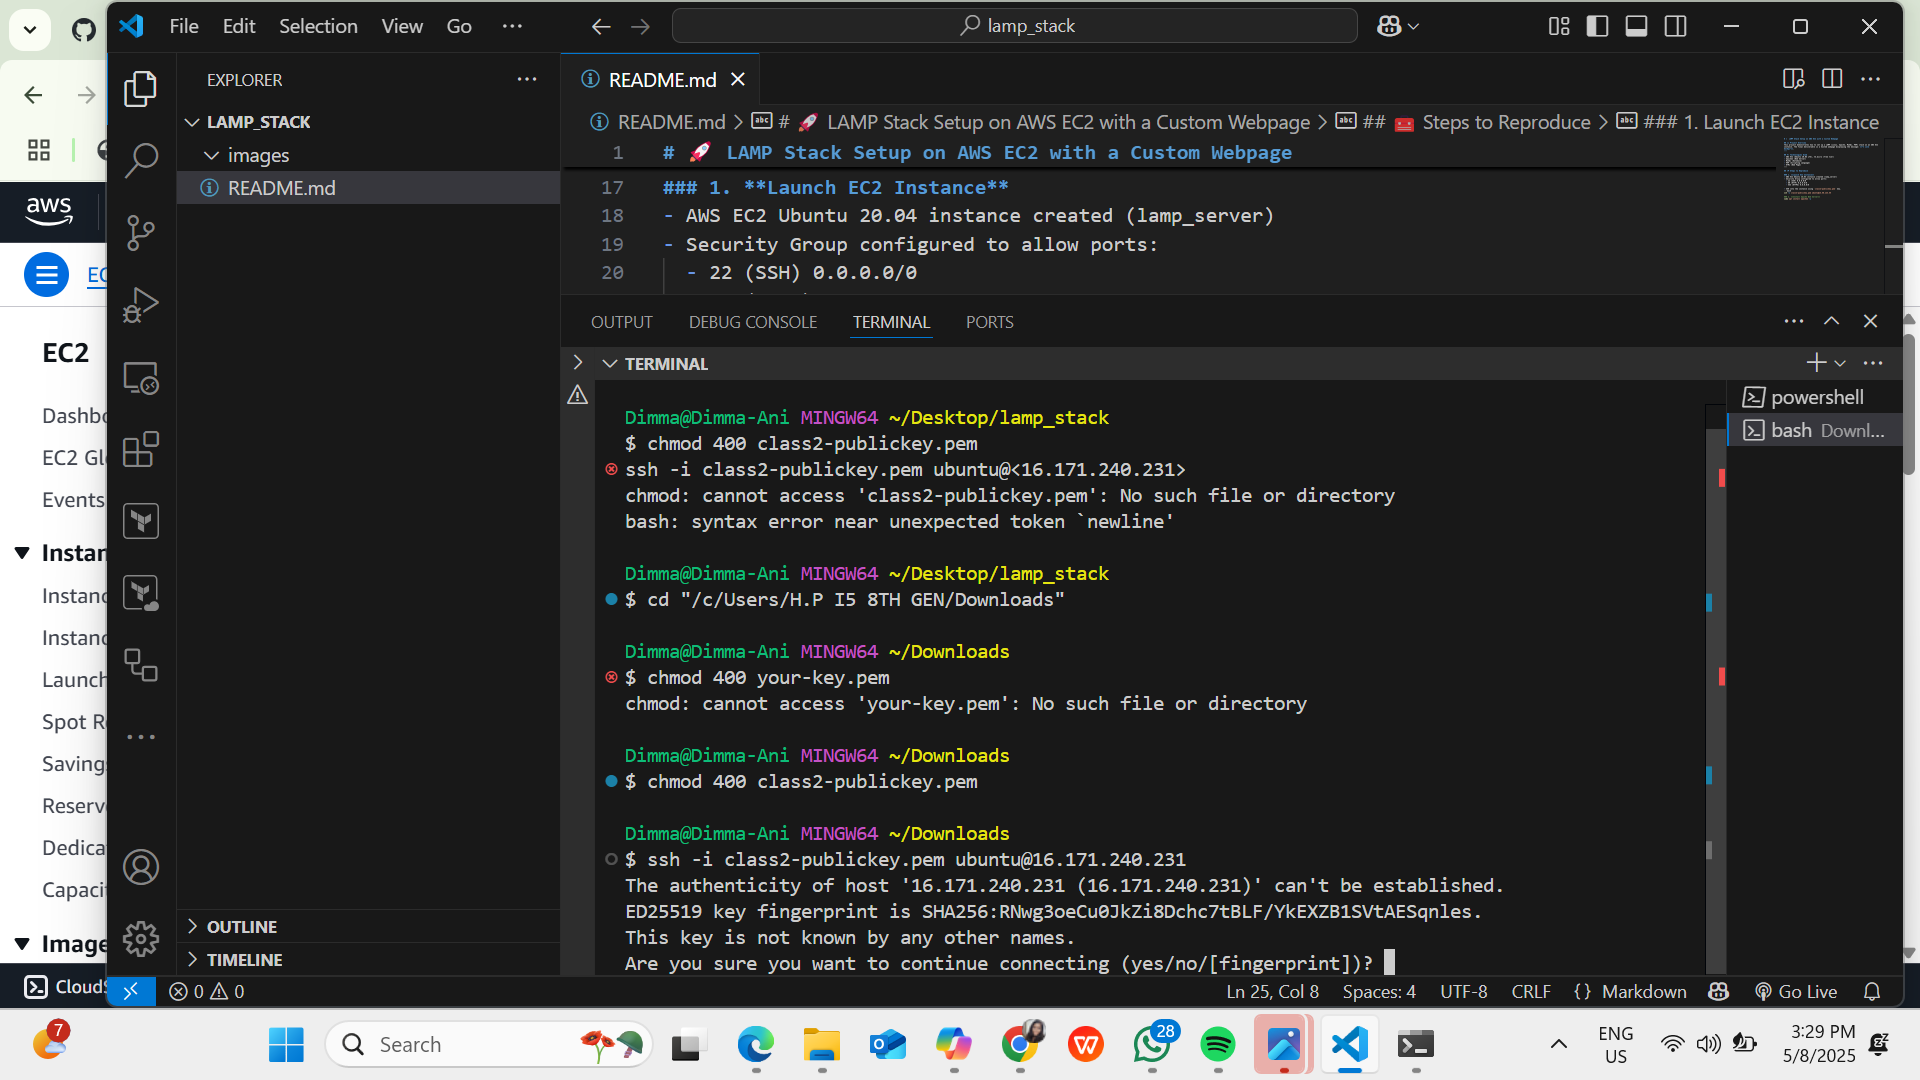 File Edit Selection View Go ···
lamp_stack
EXPLORER ···
LAMP_STACK
images
README.md
OUTLINE
TIMELINE
README.md
README.md > # 🚀 LAMP Stack Setup on AWS EC2 with a Custom Webpage > ## 🧰 Steps to Reproduce > ### 1. Launch EC2 Instance
1 # 🚀 LAMP Stack Setup on AWS EC2 with a Custom Webpage
17 ### 1. **Launch EC2 Instance**
18 - AWS EC2 Ubuntu 20.04 instance created (lamp_server)
19 - Security Group configured to allow ports:
20 - 22 (SSH) 0.0.0.0/0
OUTPUT DEBUG CONSOLE TERMINAL PORTS
TERMINAL
powershell
bash Downl...
Dimma@Dimma-Ani MINGW64 ~/Desktop/lamp_stack
$ chmod 400 class2-publickey.pem
ssh -i class2-publickey.pem ubuntu@<16.171.240.231>
chmod: cannot access 'class2-publickey.pem': No such file or directory
bash: syntax error near unexpected token `newline'
Dimma@Dimma-Ani MINGW64 ~/Desktop/lamp_stack
$ cd "/c/Users/H.P I5 8TH GEN/Downloads"
Dimma@Dimma-Ani MINGW64 ~/Downloads
$ chmod 400 your-key.pem
chmod: cannot access 'your-key.pem': No such file or directory
Dimma@Dimma-Ani MINGW64 ~/Downloads
$ chmod 400 class2-publickey.pem
Dimma@Dimma-Ani MINGW64 ~/Downloads
$ ssh -i class2-publickey.pem ubuntu@16.171.240.231
The authenticity of host '16.171.240.231 (16.171.240.231)' can't be established.
ED25519 key fingerprint is SHA256:RNwg3oeCu0JkZi8Dchc7tBLF/YkEXZB1SVtAESqnles.
This key is not known by any other names.
Are you sure you want to continue connecting (yes/no/[fingerprint])?
0 0
Ln 25, Col 8 Spaces: 4 UTF-8 CRLF {} Markdown Go Live
aws
EC
EC2
Dashbo
EC2 Gl
Events
Instan
Instanc
Instanc
Launch
Spot R
Saving
Reserv
Dedica
Capacit
Image
CloudS
7
Search
28
ENG
US
3:29 PM
5/8/2025